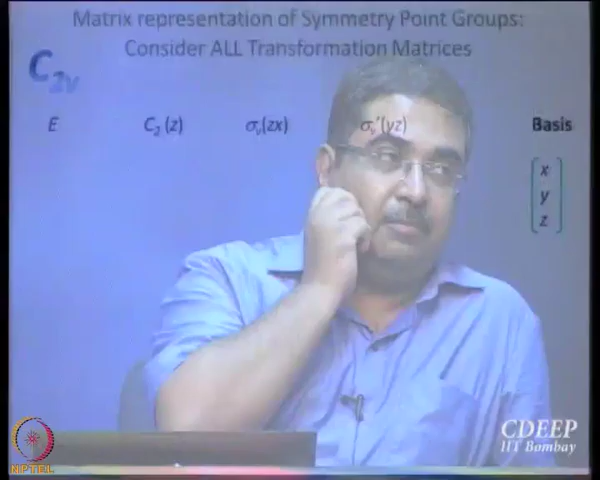 Matrix representation of Symmetry Point Groups:
Consider ALL Transformation Matrices
C2v
E C2 (z) σv(zx) σv'(yz) Basis
x
y
z
CDEEP
IIT Bombay
NPTEL